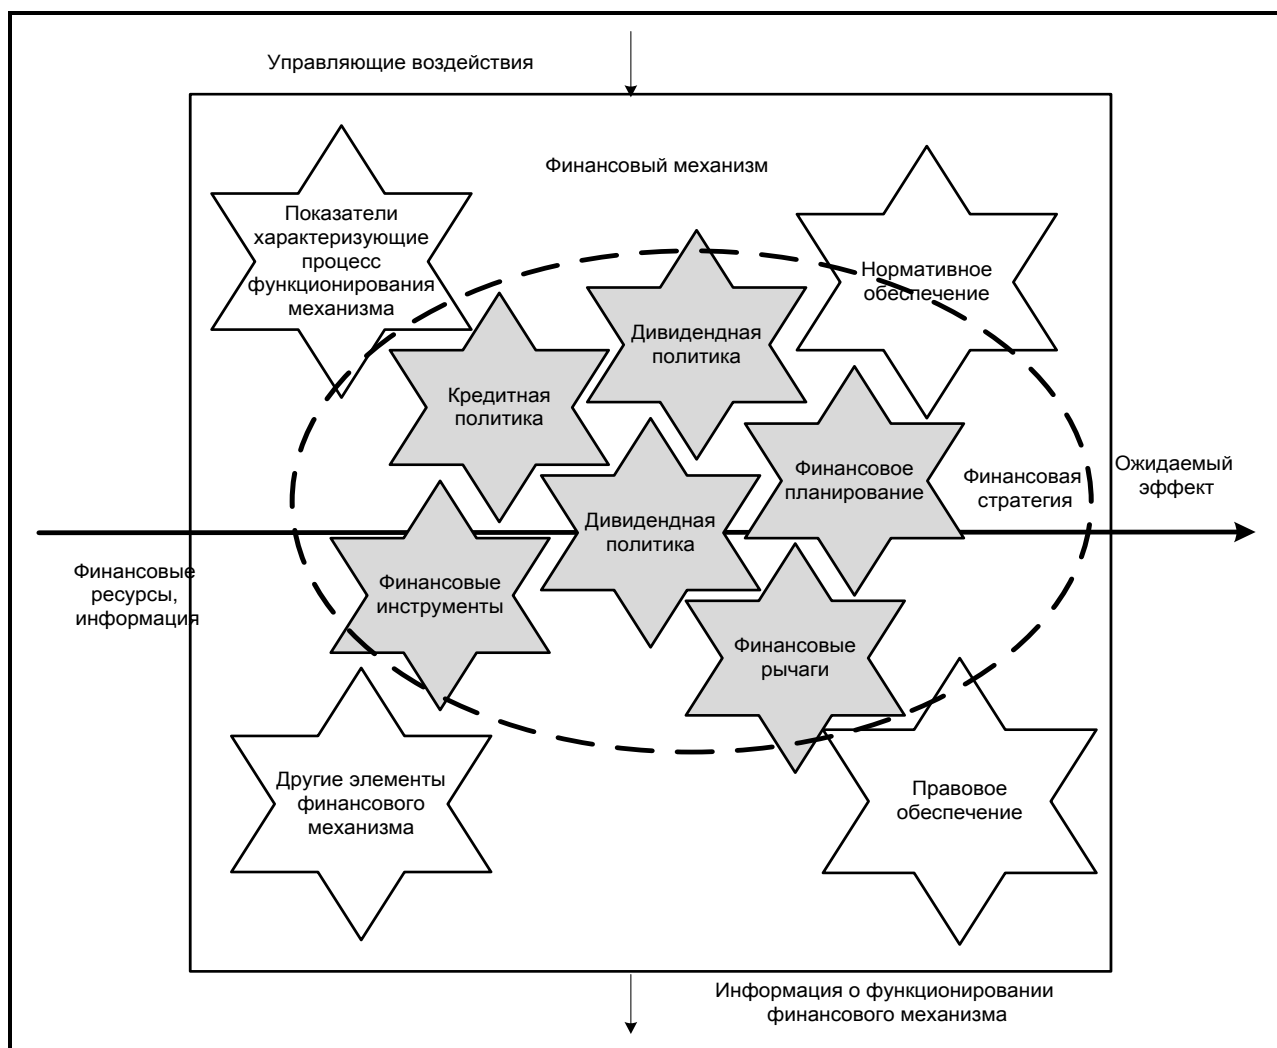 Управляющие воздействия
Финансовый механизм
Показатели
характеризующие
процесс
функционирования
механизма
Нормативное
обеспечение
Дивидендная
политика
Кредитная
политика
Финансовое
планирование
Финансовая
стратегия
Ожидаемый
эффект
Дивидендная
политика
Финансовые
ресурсы,
информация
Финансовые
инструменты
Финансовые
рычаги
Другие элементы
финансового
механизма
Правовое
обеспечение
Информация о функционировании
финансового механизма